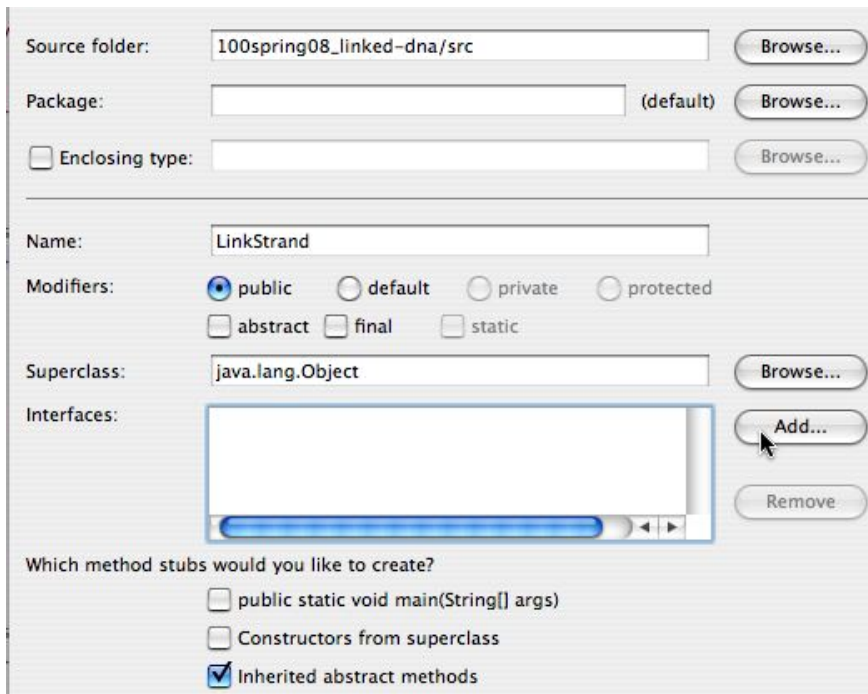 Source folder: 100spring08_linked-dna/src Browse...
Package: (default) Browse...
Enclosing type: Browse...
Name: LinkStrand
Modifiers: public default private protected
abstract final static
Superclass: java.lang.Object Browse...
Interfaces: Add...
Remove
Which method stubs would you like to create?
public static void main(String[] args)
Constructors from superclass
Inherited abstract methods